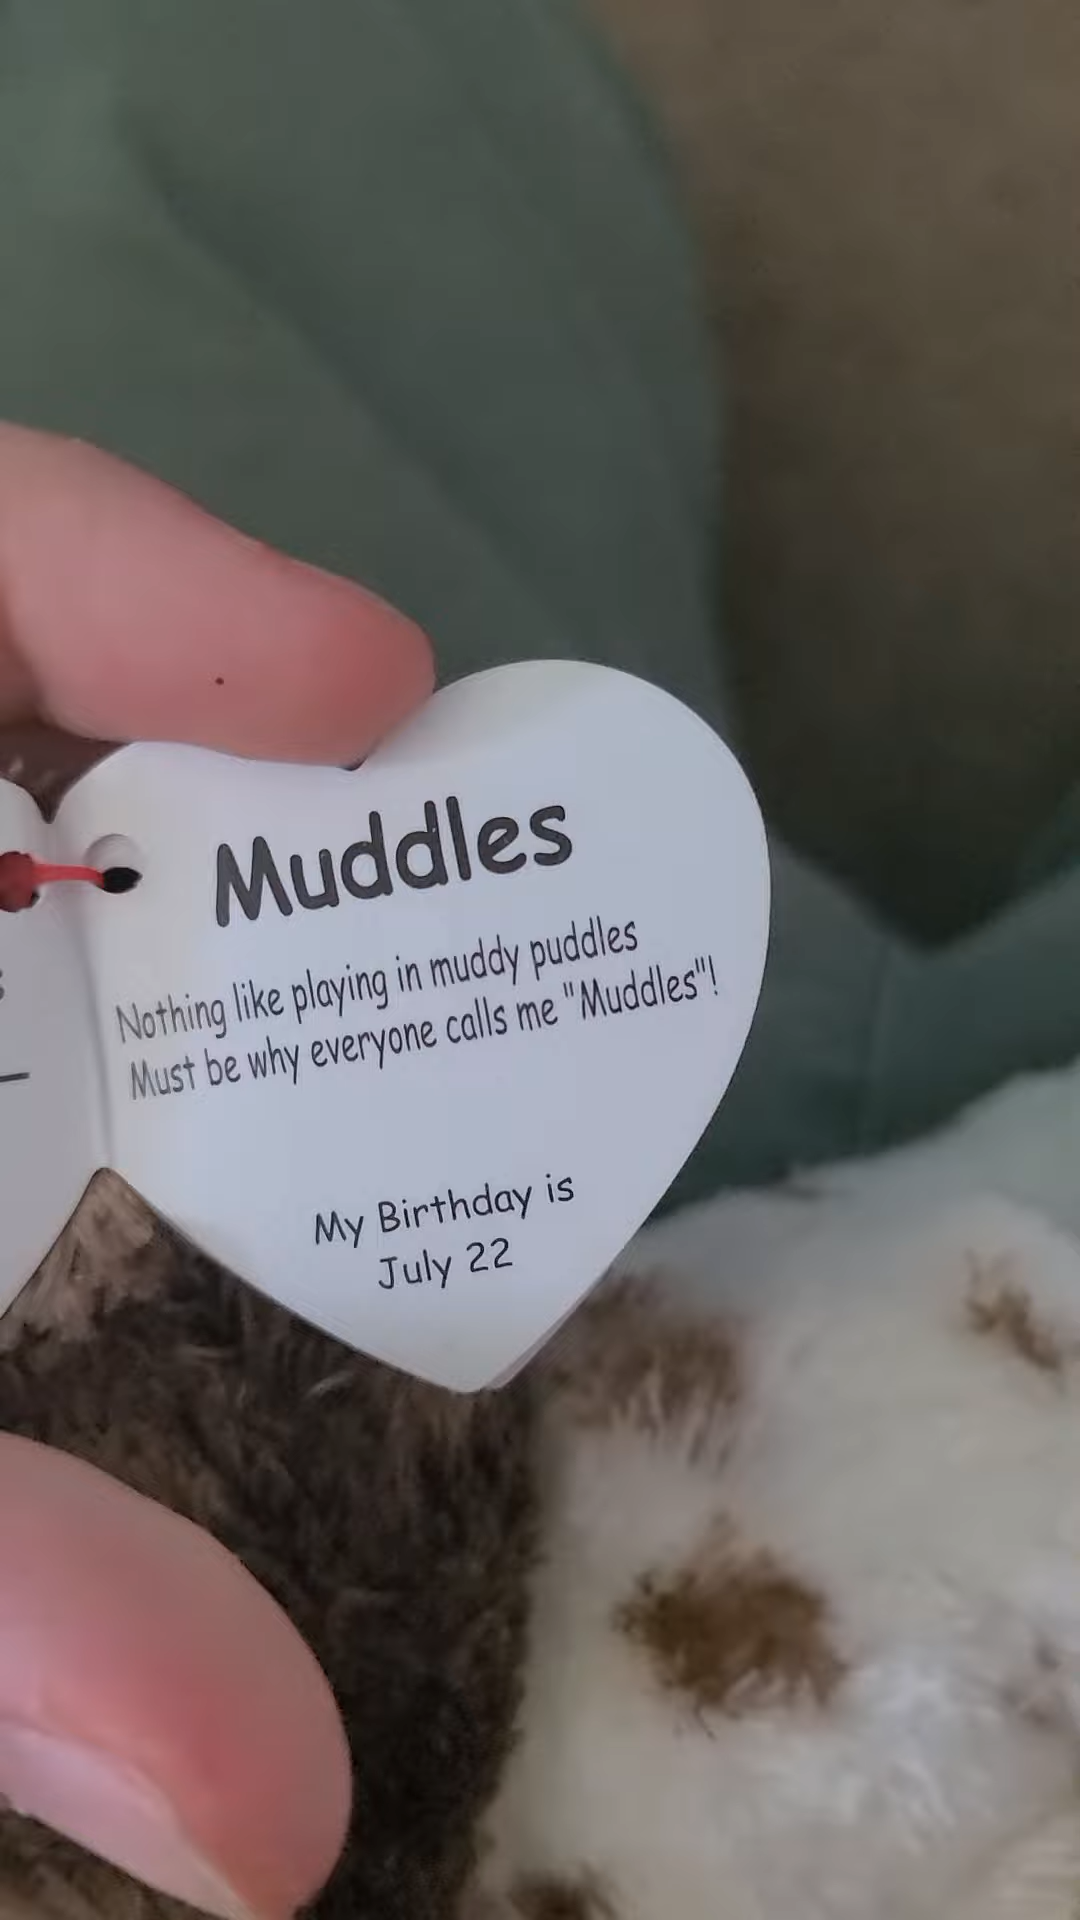 Muddles
Nothing like playing in muddy puddles
Must be why everyone calls me "Muddles"!
My Birthday is
July 22